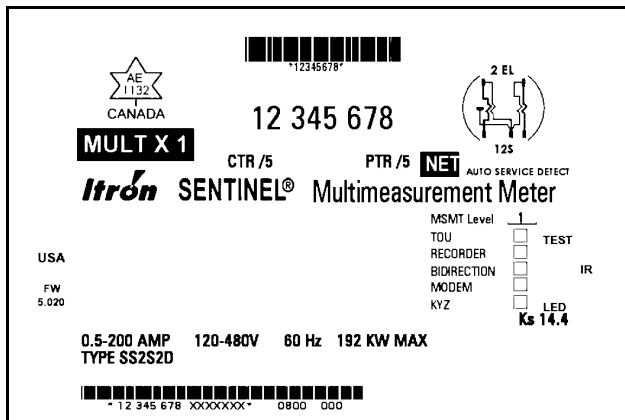 *12345678*
AE
1132
CANADA
2 EL
12 345 678
MULT X 1
12S
CTR /5 PTR /5 NET AUTO SERVICE DETECT
Itrón SENTINEL® Multimeasurement Meter
MSMT Level 1
TOU TEST
RECORDER
USA
BIDIRECTION IR
FW
MODEM
5.020
KYZ LED
Ks 14.4
0.5-200 AMP 120-480V 60 Hz 192 KW MAX
TYPE SS2S2D
* 12 345 678 XXXXXXX* 0800 000